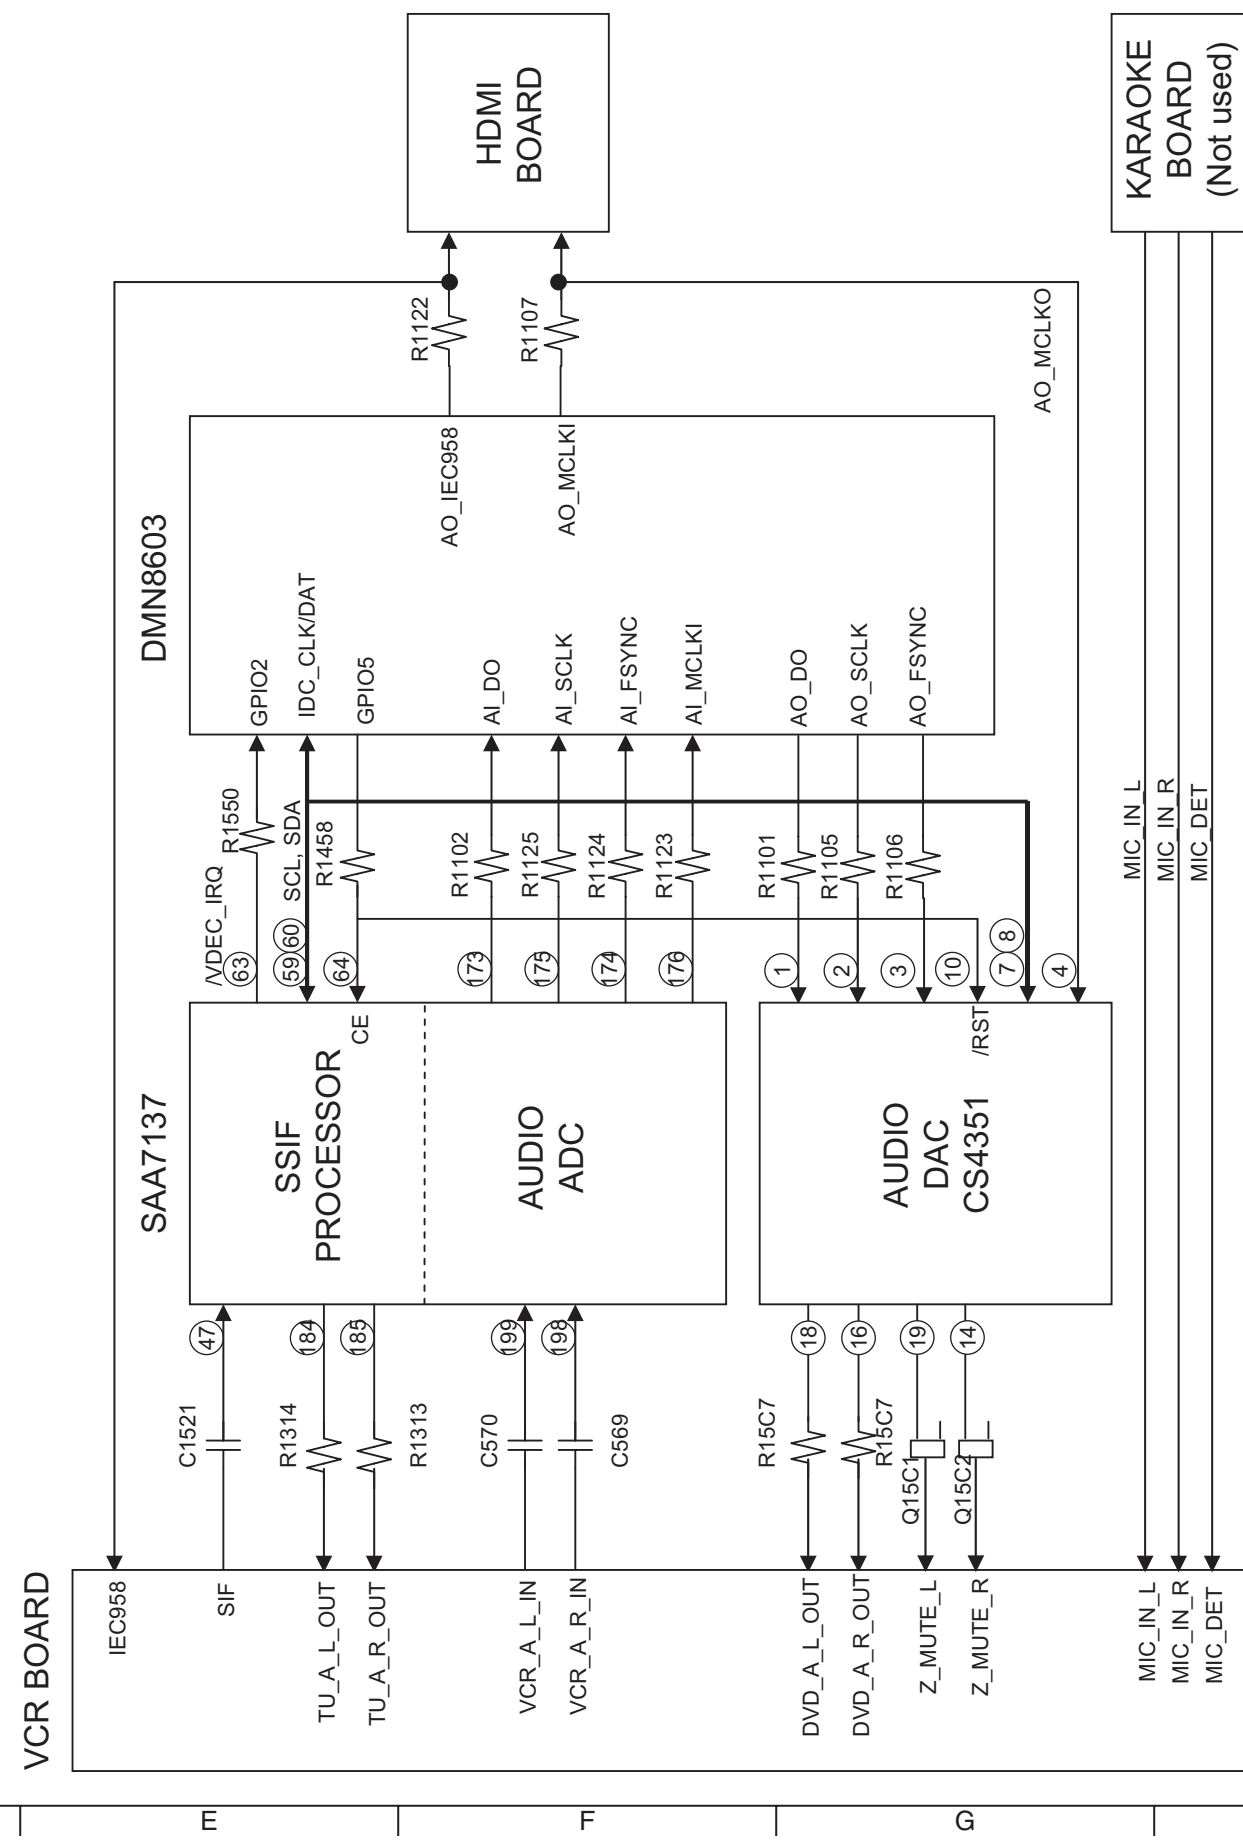 VCR BOARD
IEC958
SIF
TU_A_L_OUT
TU_A_R_OUT
VCR_A_L_IN
VCR_A_R_IN
DVD_A_L_OUT
DVD_A_R_OUT
Z_MUTE_L
Z_MUTE_R
MIC_IN_L
MIC_IN_R
MIC_DET
C1521
R1314
R1313
C570
C569
R15C7
R15C7
Q15C1
Q15C2
47
184
185
199
198
18
16
19
14
SAA7137
SSIF
PROCESSOR
CE
AUDIO
ADC
AUDIO
DAC
CS4351
/RST
/VDEC_IRQ
63
59 60
64
173
175
174
176
1
2
3
10
7 8
4
R1550
SCL, SDA
R1458
R1102
R1125
R1124
R1123
R1101
R1105
R1106
MIC_IN_L
MIC_IN_R
MIC_DET
DMN8603
GPIO2
IDC_CLK/DAT
GPIO5
AI_DO
AI_SCLK
AI_FSYNC
AI_MCLKI
AO_DO
AO_SCLK
AO_FSYNC
AO_IEC958
AO_MCLKI
R1122
R1107
AO_MCLKO
HDMI
BOARD
KARAOKE
BOARD
(Not used)
E
F
G